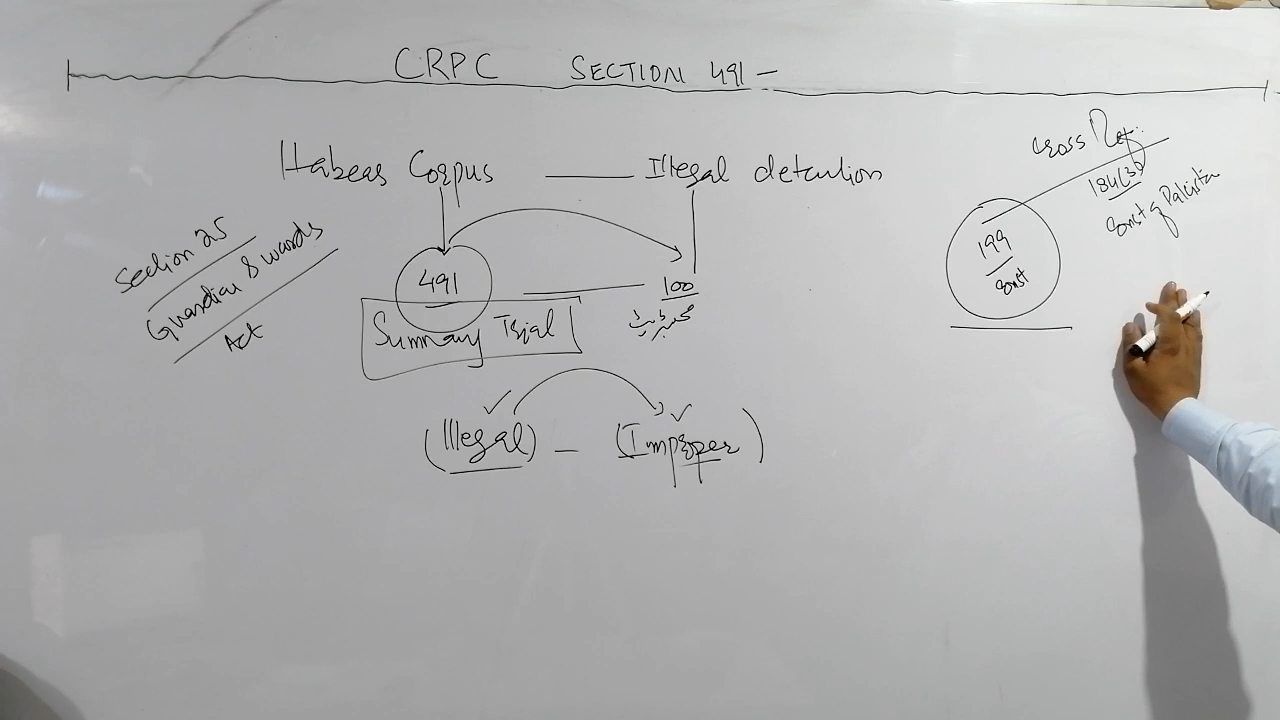 CRPC SECTION 491 -
Habeas Corpus — Illegal detention
Section 25
Guardian & wards
Act
491
100
مجسٹریٹ
Summary Trial
(Illegal) - (Improper)
Cross Ref:
184(3)
Const of Pakistan
199
Const